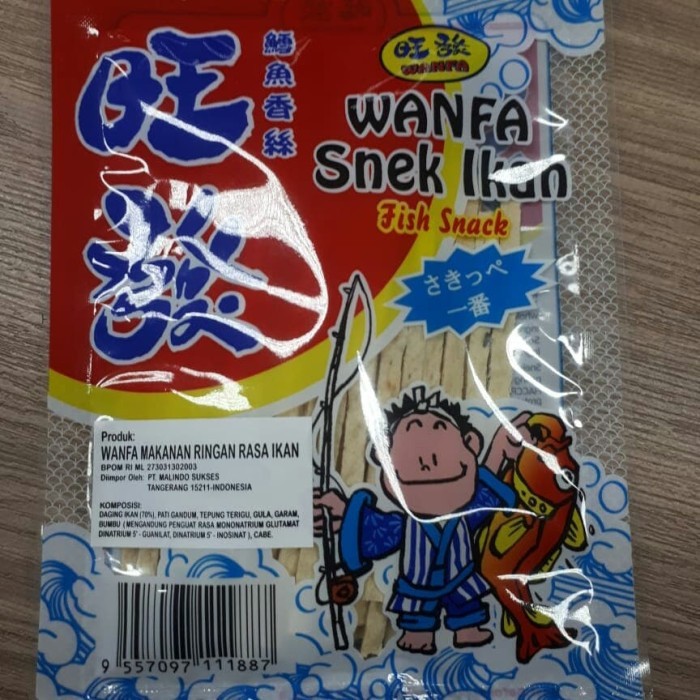 旺發
鱈魚香絲
旺發
WANFA
WANFA
Snek Ikan
Fish Snack
さきっぺ
一番
Produk:
WANFA MAKANAN RINGAN RASA IKAN
BPOM RI ML 273031302003
Diimpor Oleh: PT. MALINDO SUKSES
TANGERANG 15211-INDONESIA
KOMPOSISI:
DAGING IKAN (70%), PATI GANDUM, TEPUNG TERIGU, GULA, GARAM,
BUMBU ( MENGANDUNG PENGUAT RASA MONONATRIUM GLUTAMAT
DINATRIUM 5' - GUANILAT, DINATRIUM 5' - INOSINAT ), CABE.
9 557097 111887